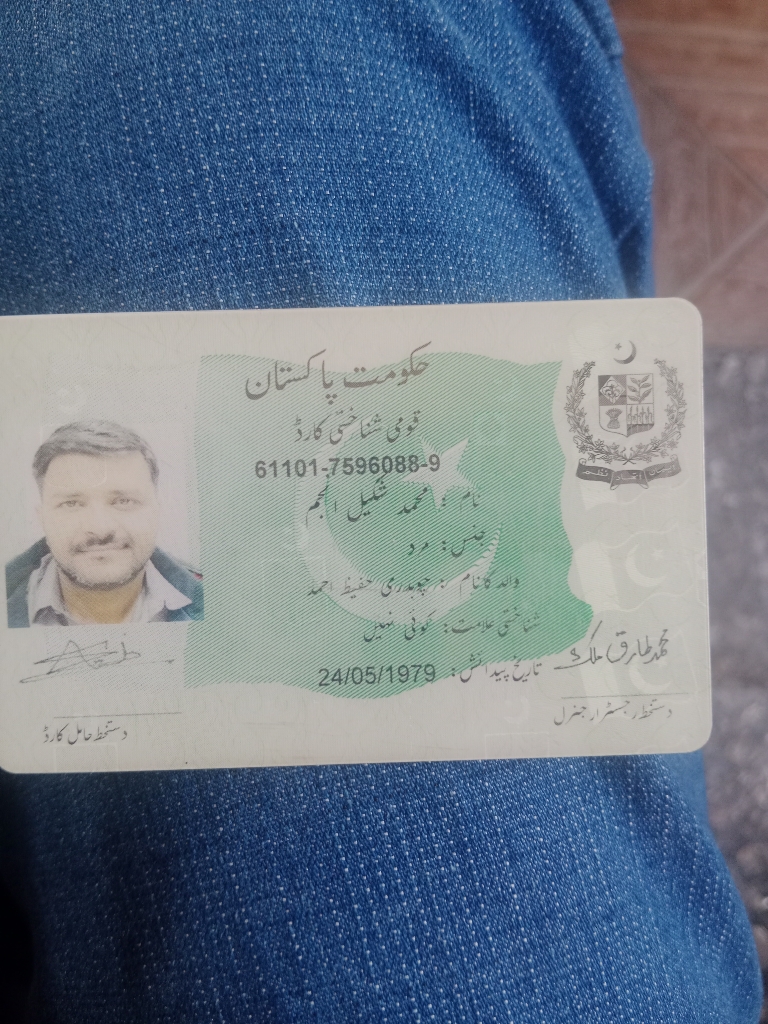 حکومت پاکستان
قومی شناختی کارڈ
61101-7596088-9
نام : محمد شکیل انجم
جنس: مرد
والد کا نام : چوہدری حفیظ احمد
شناختی علامت: کوئی نہیں
تاریخ پیدائش: 24/05/1979
محمد طارق ملک
دستخط رجسٹرار جنرل
دستخط حامل کارڈ